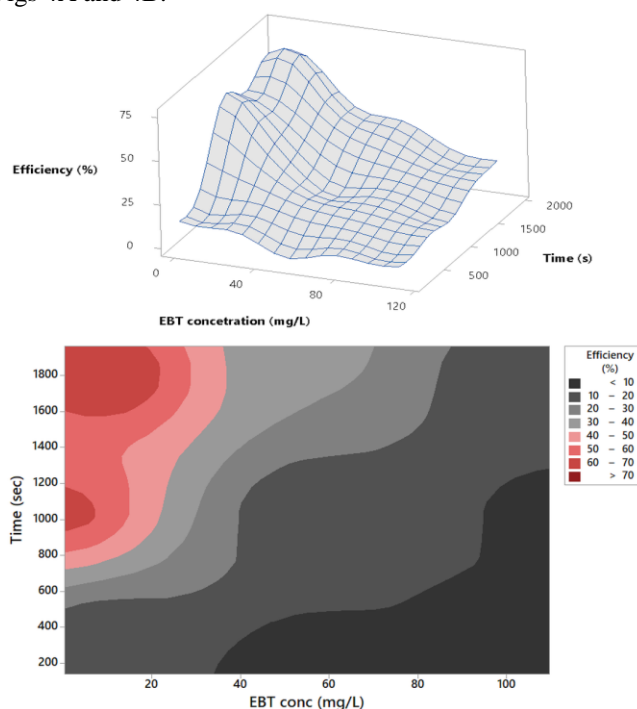 75
50
Efficiency (%)
25
0
2000
1500
1000
Time (s)
500
0
40
80
120
EBT concetration (mg/L)
Efficiency
(%)
< 10
10 – 20
20 – 30
30 – 40
40 – 50
50 – 60
60 – 70
> 70
1800
1600
1400
1200
1000
800
600
400
200
Time (sec)
20
40
60
80
100
EBT conc (mg/L)